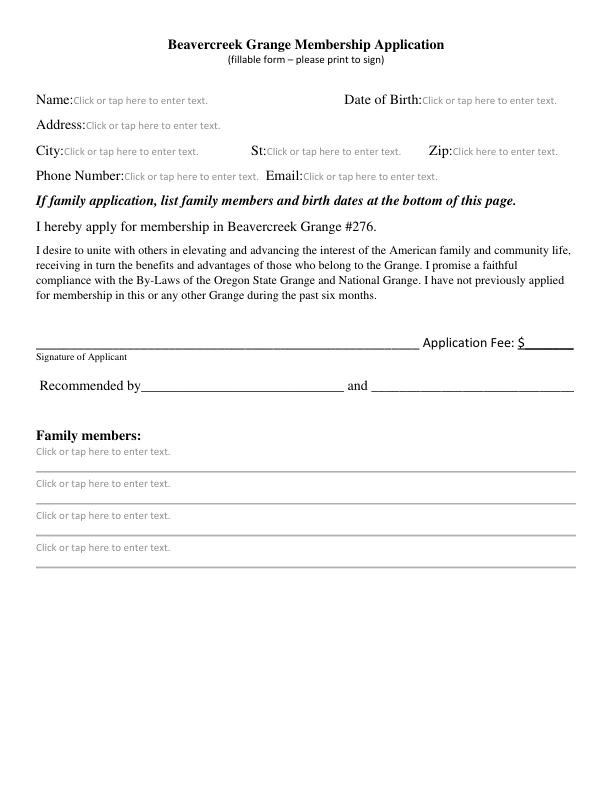 Beavercreek Grange Membership Application
(fillable form – please print to sign)
Name:Click or tap here to enter text. Date of Birth:Click or tap here to enter text.
Address:Click or tap here to enter text.
City:Click or tap here to enter text. St:Click or tap here to enter text. Zip:Click or tap here to enter text.
Phone Number:Click or tap here to enter text. Email:Click or tap here to enter text.
If family application, list family members and birth dates at the bottom of this page.
I hereby apply for membership in Beavercreek Grange #276.
I desire to unite with others in elevating and advancing the interest of the American family and community life,
receiving in turn the benefits and advantages of those who belong to the Grange. I promise a faithful
compliance with the By-Laws of the Oregon State Grange and National Grange. I have not previously applied
for membership in this or any other Grange during the past six months.
________________________________________________________ Application Fee: $_______
Signature of Applicant
Recommended by_____________________________ and _____________________________
Family members:
Click or tap here to enter text.
Click or tap here to enter text.
Click or tap here to enter text.
Click or tap here to enter text.